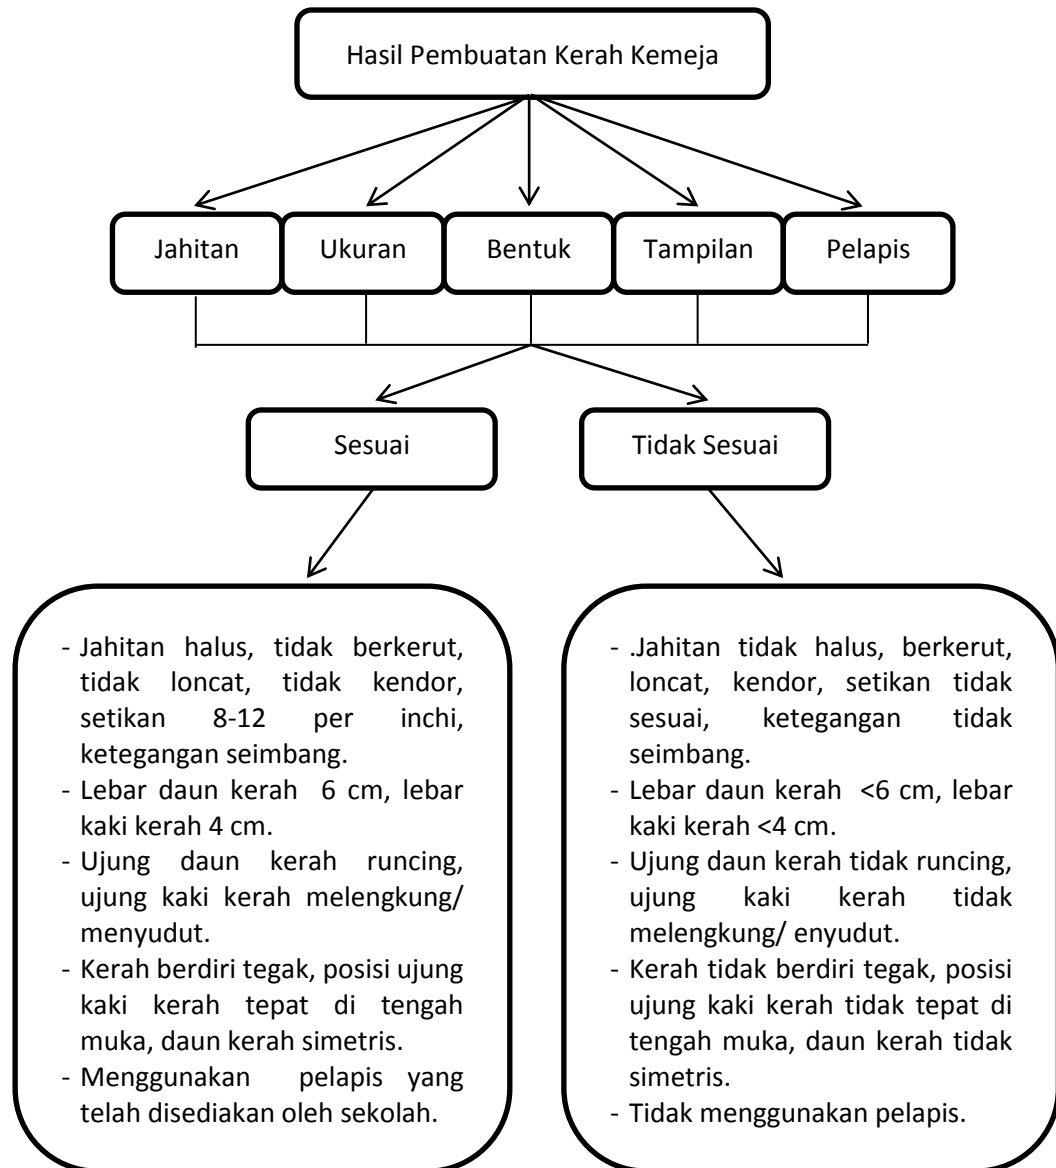 Hasil Pembuatan Kerah Kemeja
Jahitan
Ukuran
Bentuk
Tampilan
Pelapis
Sesuai
Tidak Sesuai
- Jahitan halus, tidak berkerut,
tidak loncat, tidak kendor,
setikan 8-12 per inchi,
ketegangan seimbang.
- Lebar daun kerah 6 cm, lebar
kaki kerah 4 cm.
- Ujung daun kerah runcing,
ujung kaki kerah melengkung/
menyudut.
- Kerah berdiri tegak, posisi ujung
kaki kerah tepat di tengah
muka, daun kerah simetris.
- Menggunakan pelapis yang
telah disediakan oleh sekolah.
- .Jahitan tidak halus, berkerut,
loncat, kendor, setikan tidak
sesuai, ketegangan tidak
seimbang.
- Lebar daun kerah <6 cm, lebar
kaki kerah <4 cm.
- Ujung daun kerah tidak runcing,
ujung kaki kerah tidak
melengkung/ enyudut.
- Kerah tidak berdiri tegak, posisi
ujung kaki kerah tidak tepat di
tengah muka, daun kerah tidak
simetris.
- Tidak menggunakan pelapis.